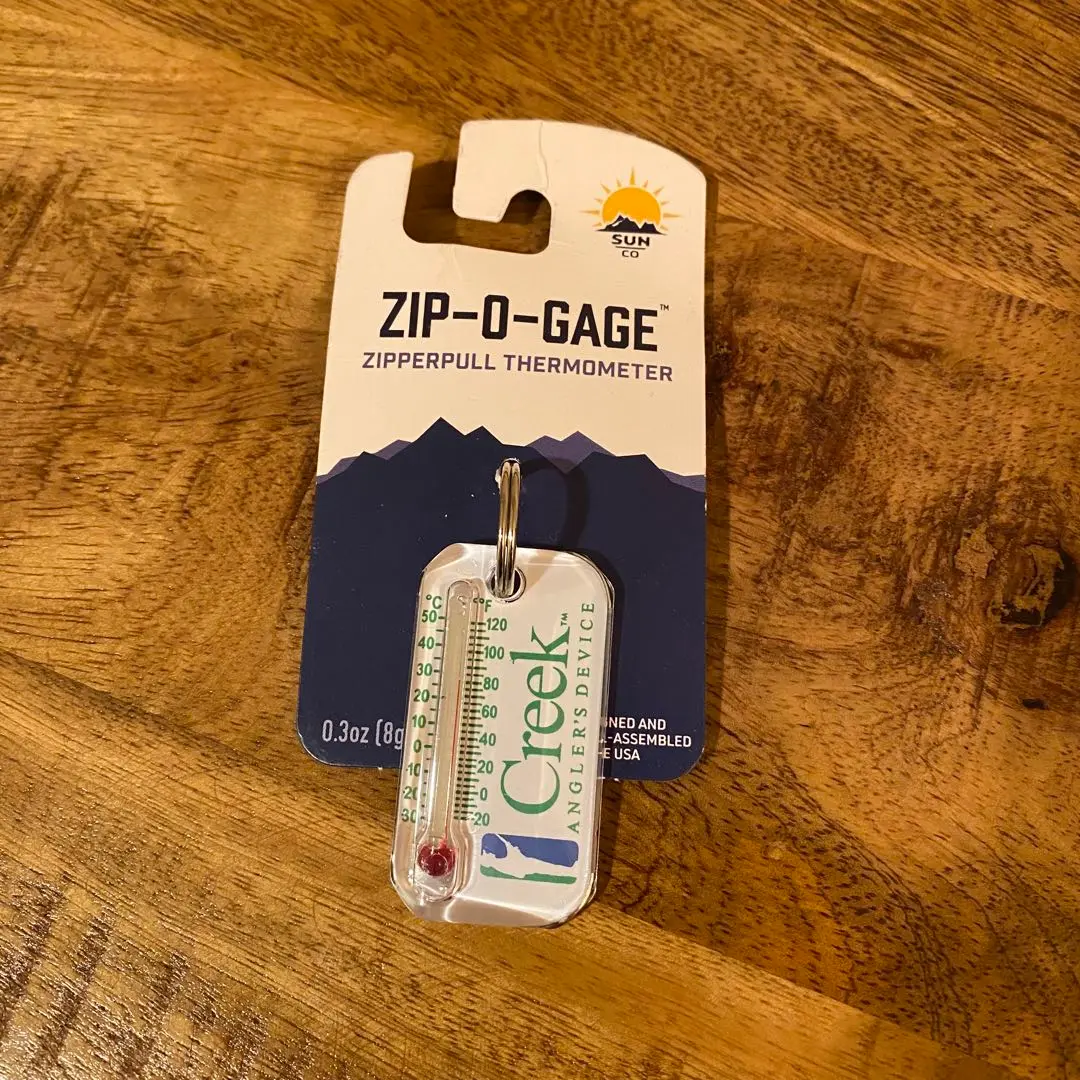 SUN
CO
ZIP-O-GAGE™
ZIPPERPULL THERMOMETER
0.3oz (8g
NED AND
-ASSEMBLED
E USA
°C
50
40
30
20
10
0
10
20
30
°F
120
100
80
60
40
20
0
20
Creek™
ANGLER'S DEVICE